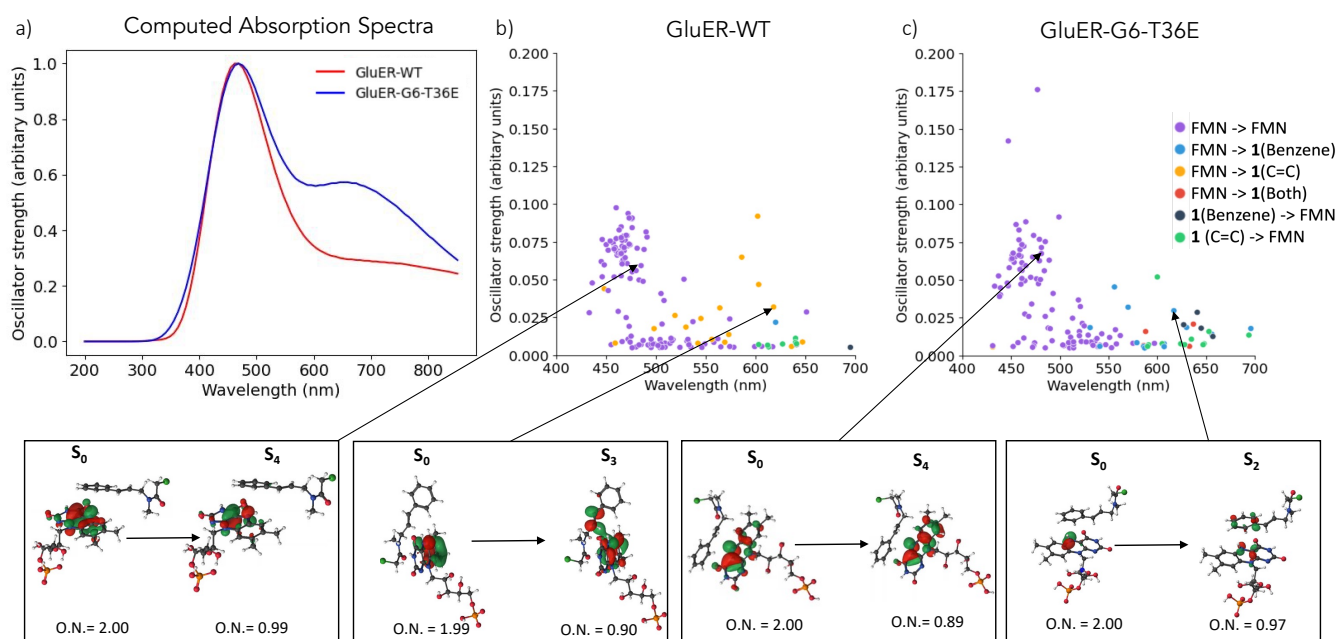 a)
Computed Absorption Spectra
Oscillator strength (arbitary units)
1.0
0.8
0.6
0.4
0.2
0.0
200
300
400
500
600
700
800
Wavelength (nm)
GluER-WT
GluER-G6-T36E
b)
GluER-WT
Oscillator strength (arbitary units)
0.200
0.175
0.150
0.125
0.100
0.075
0.050
0.025
0.000
400
450
500
550
600
650
700
Wavelength (nm)
c)
GluER-G6-T36E
Oscillator strength (arbitary units)
0.200
0.175
0.150
0.125
0.100
0.075
0.050
0.025
0.000
400
450
500
550
600
650
700
Wavelength (nm)
FMN -> FMN
FMN -> 1(Benzene)
FMN -> 1(C=C)
FMN -> 1(Both)
1(Benzene) -> FMN
1 (C=C) -> FMN
S₀
S₄
O.N.= 2.00
O.N. = 0.99
S₀
S₃
O.N. = 1.99
O.N. = 0.90
S₀
S₄
O.N. = 2.00
O.N. = 0.89
S₀
S₂
O.N. = 2.00
O.N. = 0.97